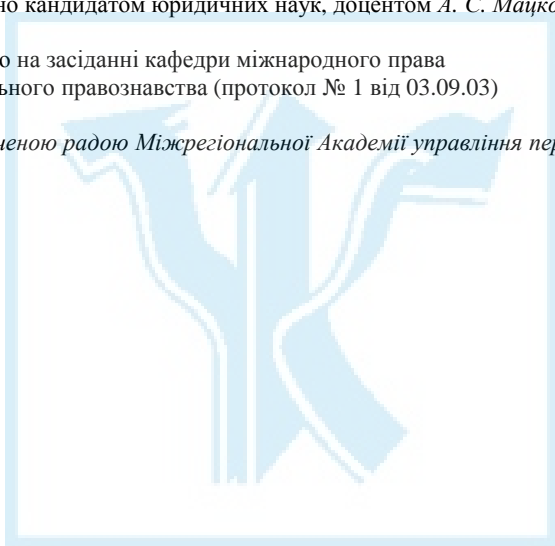 но кандидатом юридичних наук, доцентом А. С. Мацко
о на засіданні кафедри міжнародного права
льного правознавства (протокол № 1 від 03.09.03)
ченою радою Міжрегіональної Академії управління пер